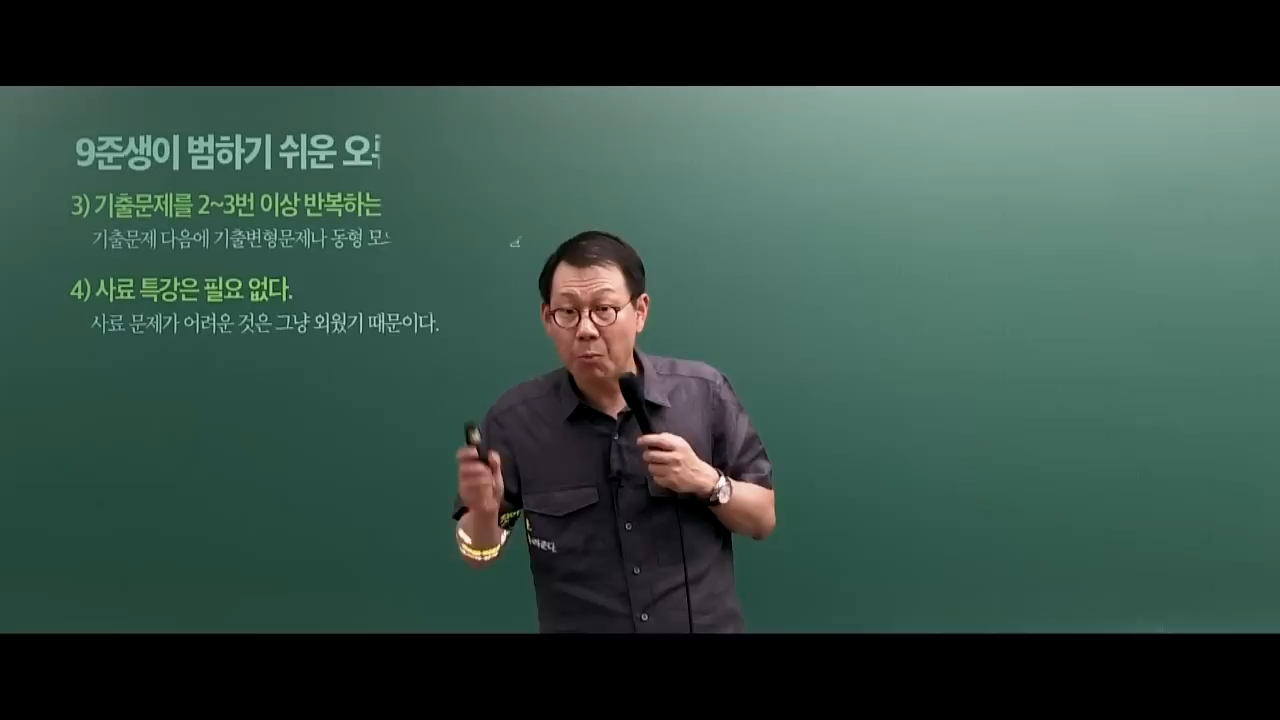 9준생이 범하기 쉬운
3) 기출문제를 2~3번 이상 반복하는
기출문제 다음에 기출변형문제나 동형
4) 사료 특강은 필요 없다.
사료 문제가 어려운 것은 그냥 외웠기 때문이다.